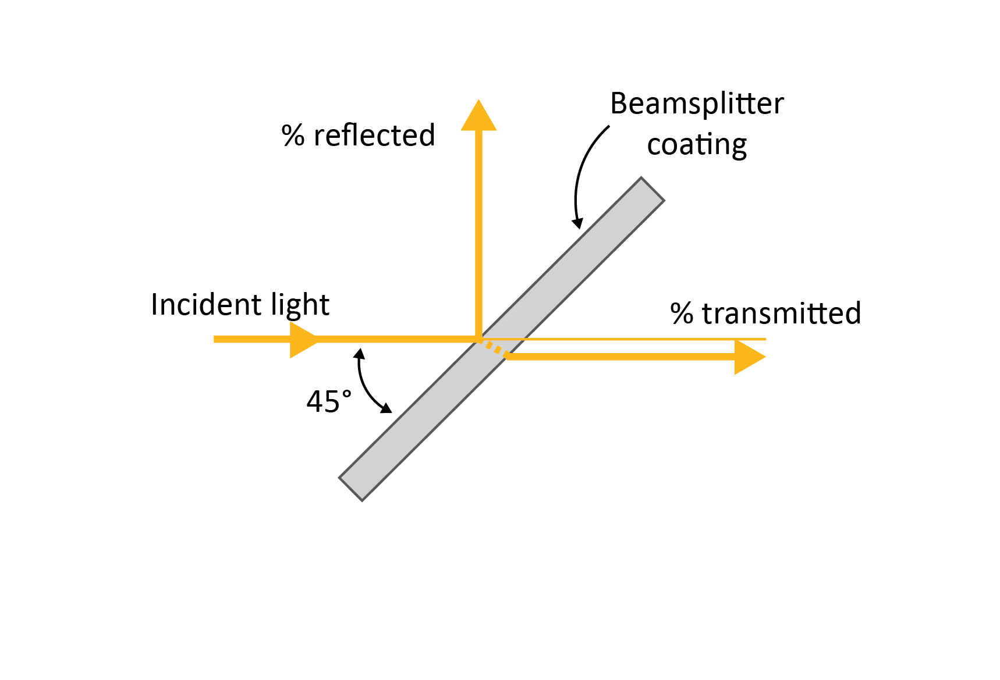 Beamsplitter
coating
% reflected
Incident light
% transmitted
45°